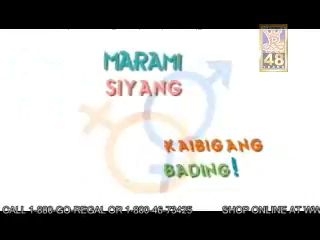 48
MARAMI
SIYANG
KAIBIGANG
BADING!
CALL 1-800-GO-REGAL OR 1-800-46-73425 SHOP ONLINE AT WW